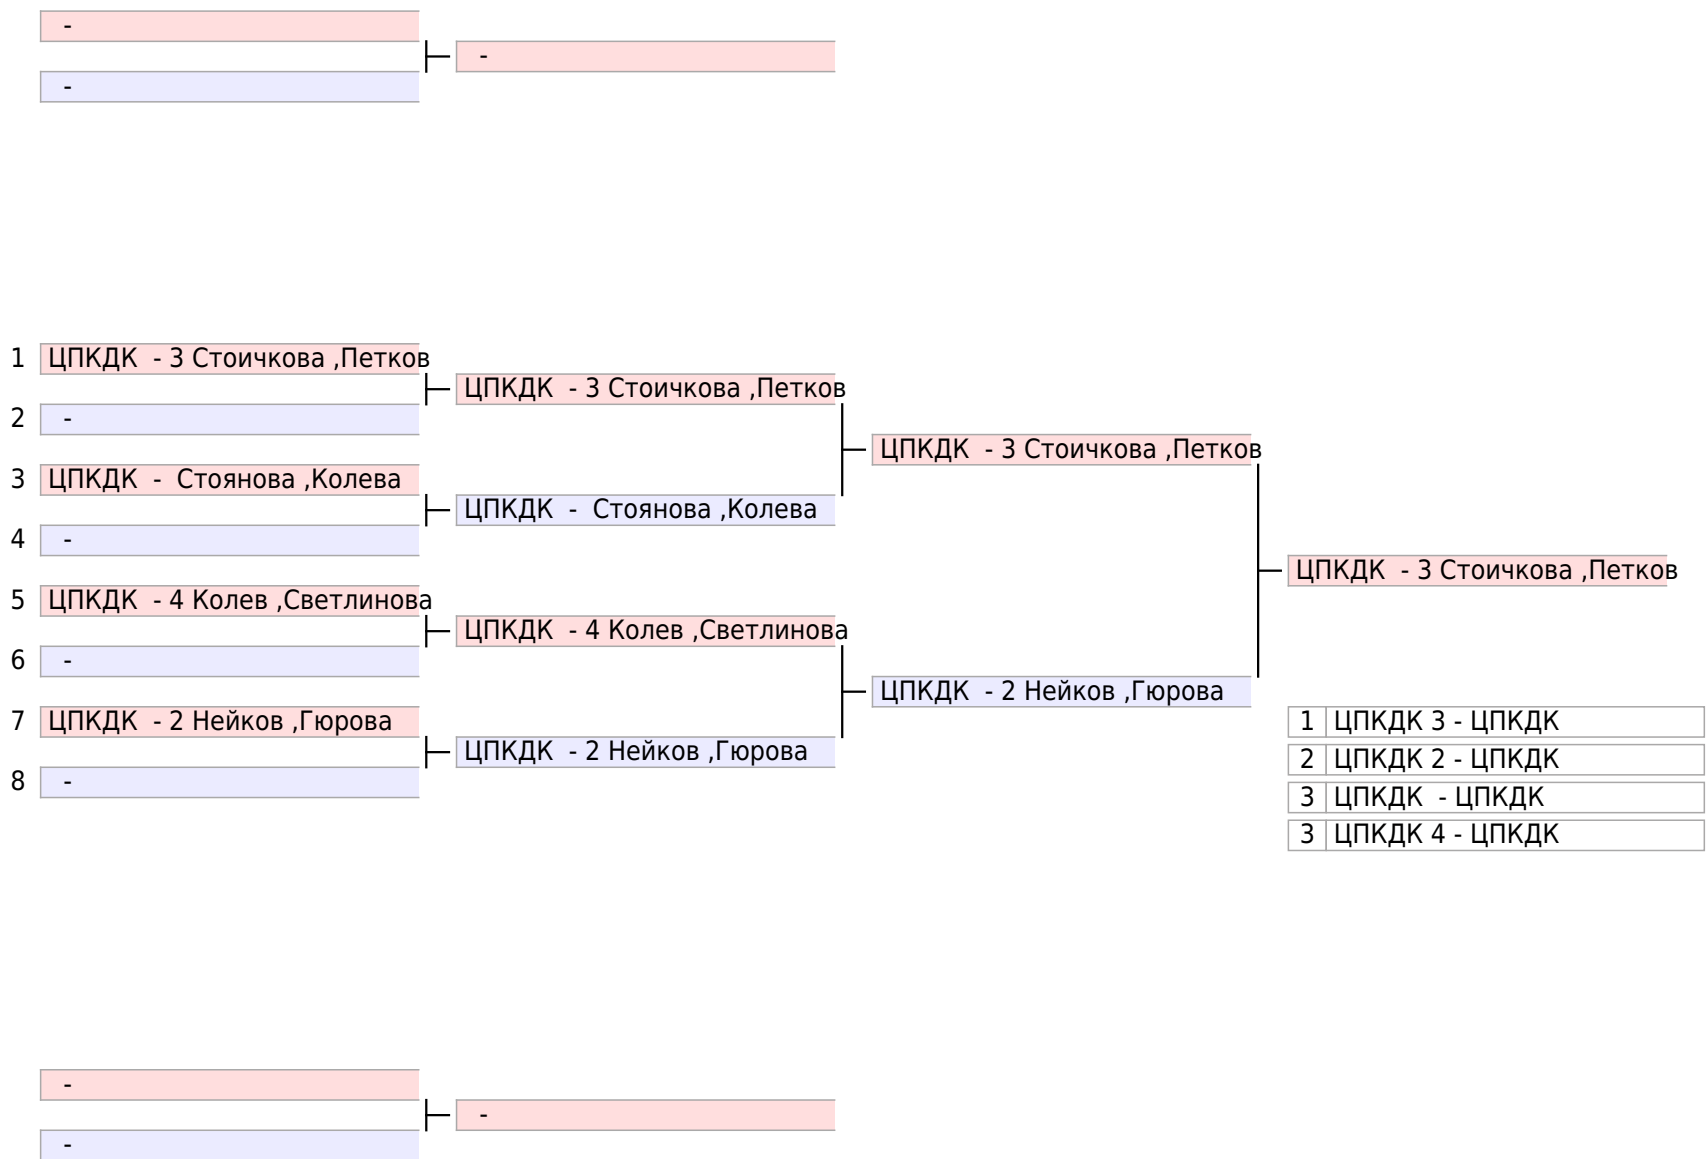 -
-
-
1 ЦПКДК - 3 Стоичкова ,Петков
ЦПКДК - 3 Стоичкова ,Петков
2 -
ЦПКДК - 3 Стоичкова ,Петков
3 ЦПКДК - Стоянова ,Колева
ЦПКДК - Стоянова ,Колева
4 -
ЦПКДК - 3 Стоичкова ,Петков
5 ЦПКДК - 4 Колев ,Светлинова
ЦПКДК - 4 Колев ,Светлинова
6 -
ЦПКДК - 2 Нейков ,Гюрова
7 ЦПКДК - 2 Нейков ,Гюрова
ЦПКДК - 2 Нейков ,Гюрова
8 -
1 ЦПКДК 3 - ЦПКДК
2 ЦПКДК 2 - ЦПКДК
3 ЦПКДК - ЦПКДК
3 ЦПКДК 4 - ЦПКДК
-
-
-